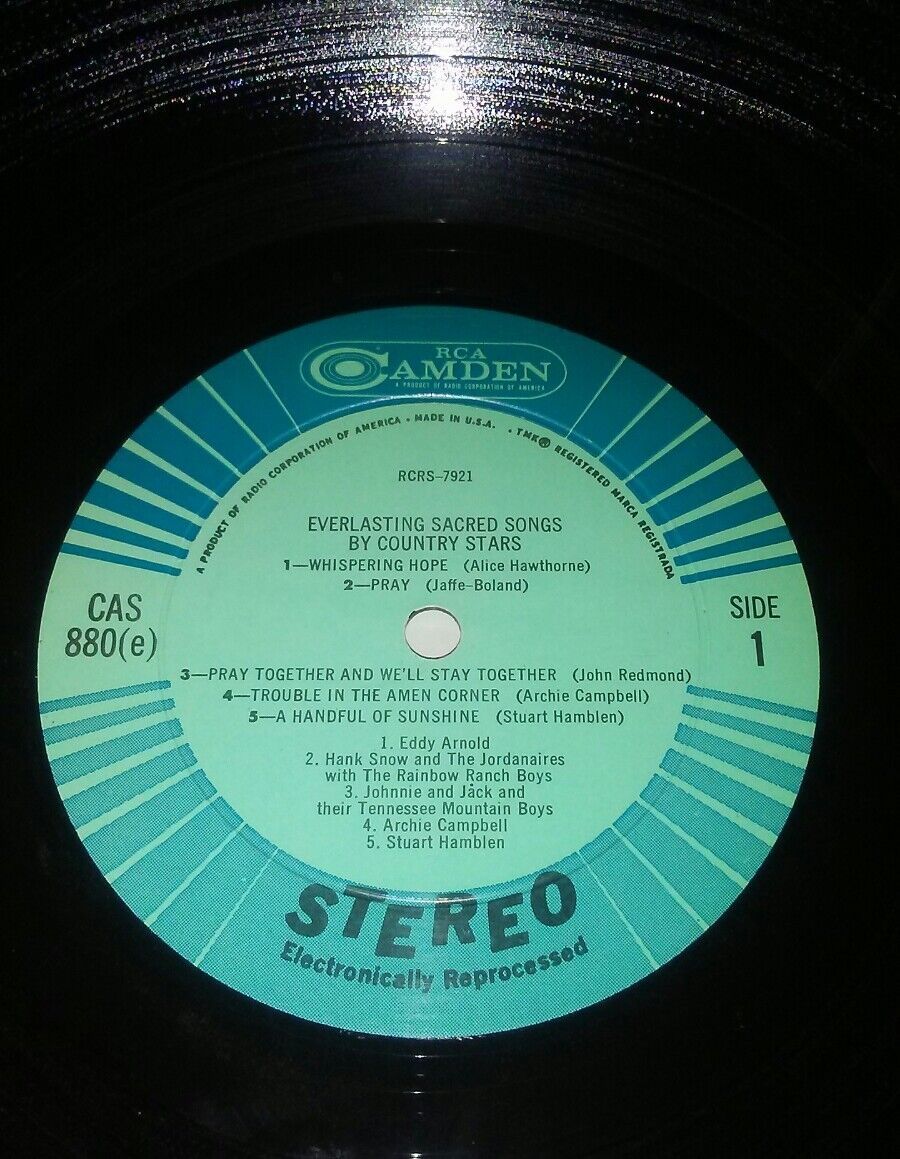 RCA
CAMDEN
A PRODUCT OF RADIO CORPORATION OF AMERICA
A PRODUCT OF RADIO CORPORATION OF AMERICA • MADE IN U.S.A. • TMK® REGISTERED MARCA REGISTRADA
RCRS-7921
EVERLASTING SACRED SONGS
BY COUNTRY STARS
1—WHISPERING HOPE (Alice Hawthorne)
2—PRAY (Jaffe-Boland)
CAS
880(e)
SIDE
1
3—PRAY TOGETHER AND WE'LL STAY TOGETHER (John Redmond)
4—TROUBLE IN THE AMEN CORNER (Archie Campbell)
5—A HANDFUL OF SUNSHINE (Stuart Hamblen)
1. Eddy Arnold
2. Hank Snow and The Jordanaires
with The Rainbow Ranch Boys
3. Johnnie and Jack and
their Tennessee Mountain Boys
4. Archie Campbell
5. Stuart Hamblen
STEREO
Electronically Reprocessed